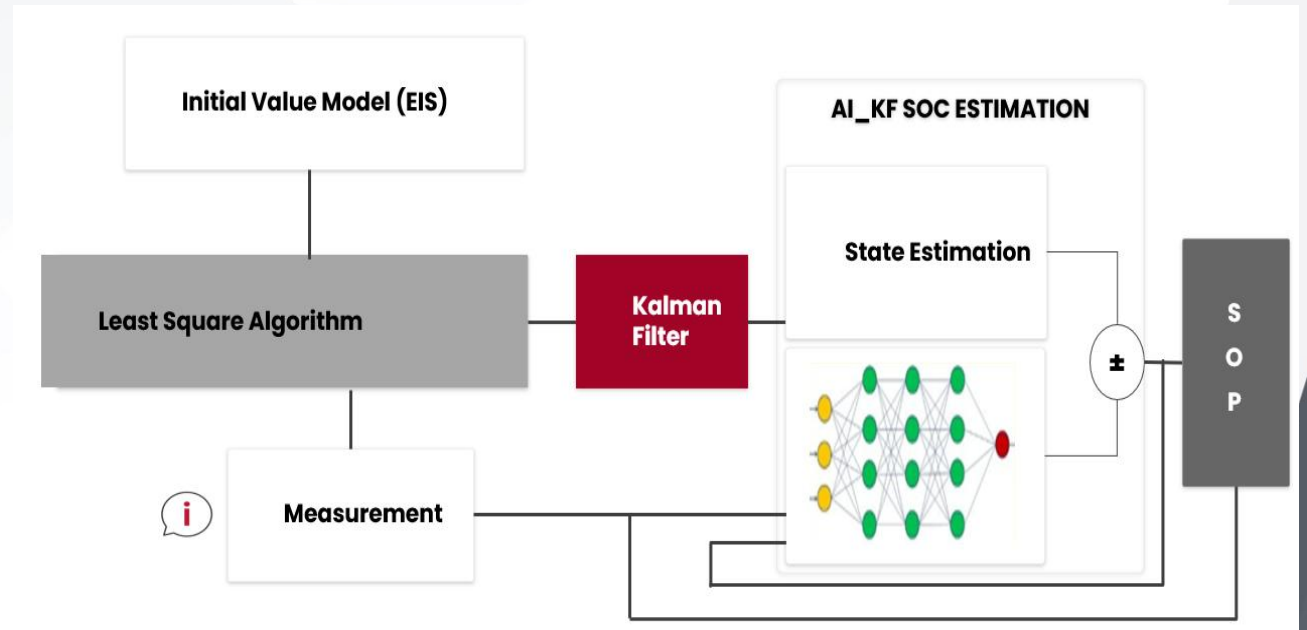 Initial Value Model (EIS)
AI_KF SOC ESTIMATION
State Estimation
Least Square Algorithm
Kalman
Filter
±
S
O
P
i
Measurement